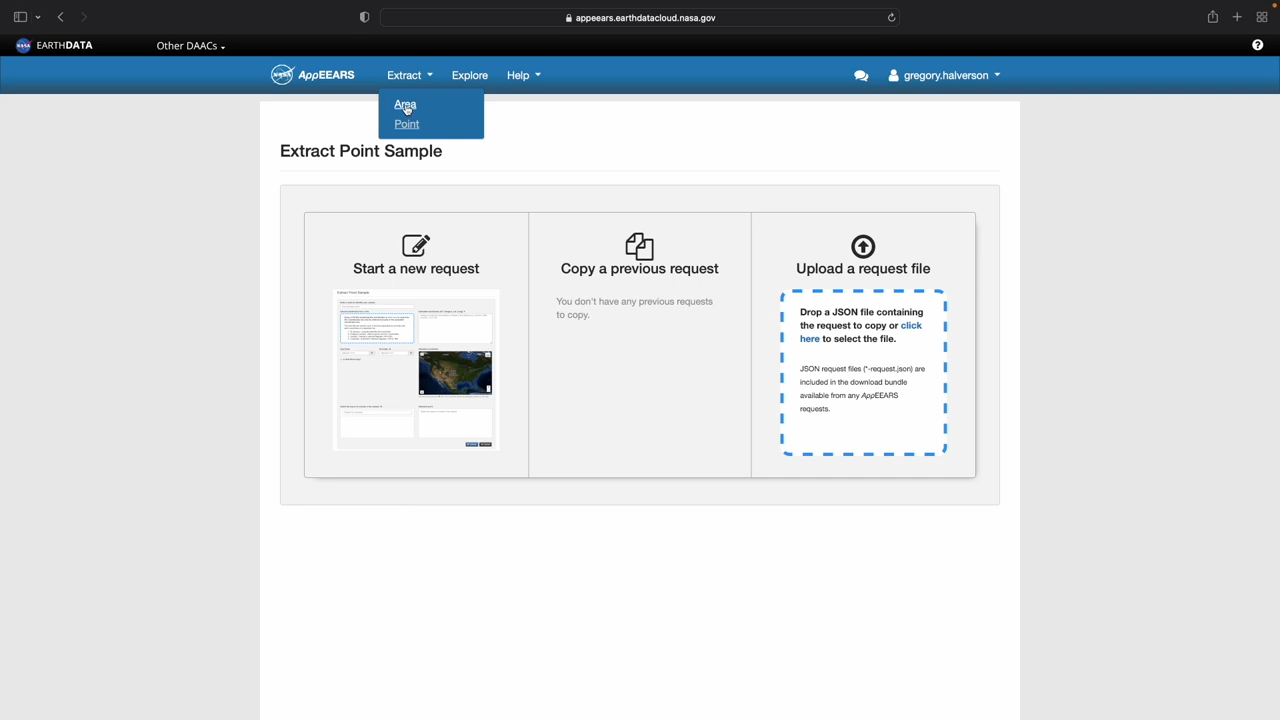 appeears.earthdatacloud.nasa.gov
EARTHDATA
Other DAACs
AppEEARS
Extract
Explore
Help
gregory.halverson
Area
Point
Extract Point Sample
Start a new request
Copy a previous request
You don't have any previous requests
to copy.
Upload a request file
Drop a JSON file containing
the request to copy or click
here to select the file.
JSON request files (*-request.json) are
included in the download bundle
available from any AppEEARS
requests.
Extract Point Sample